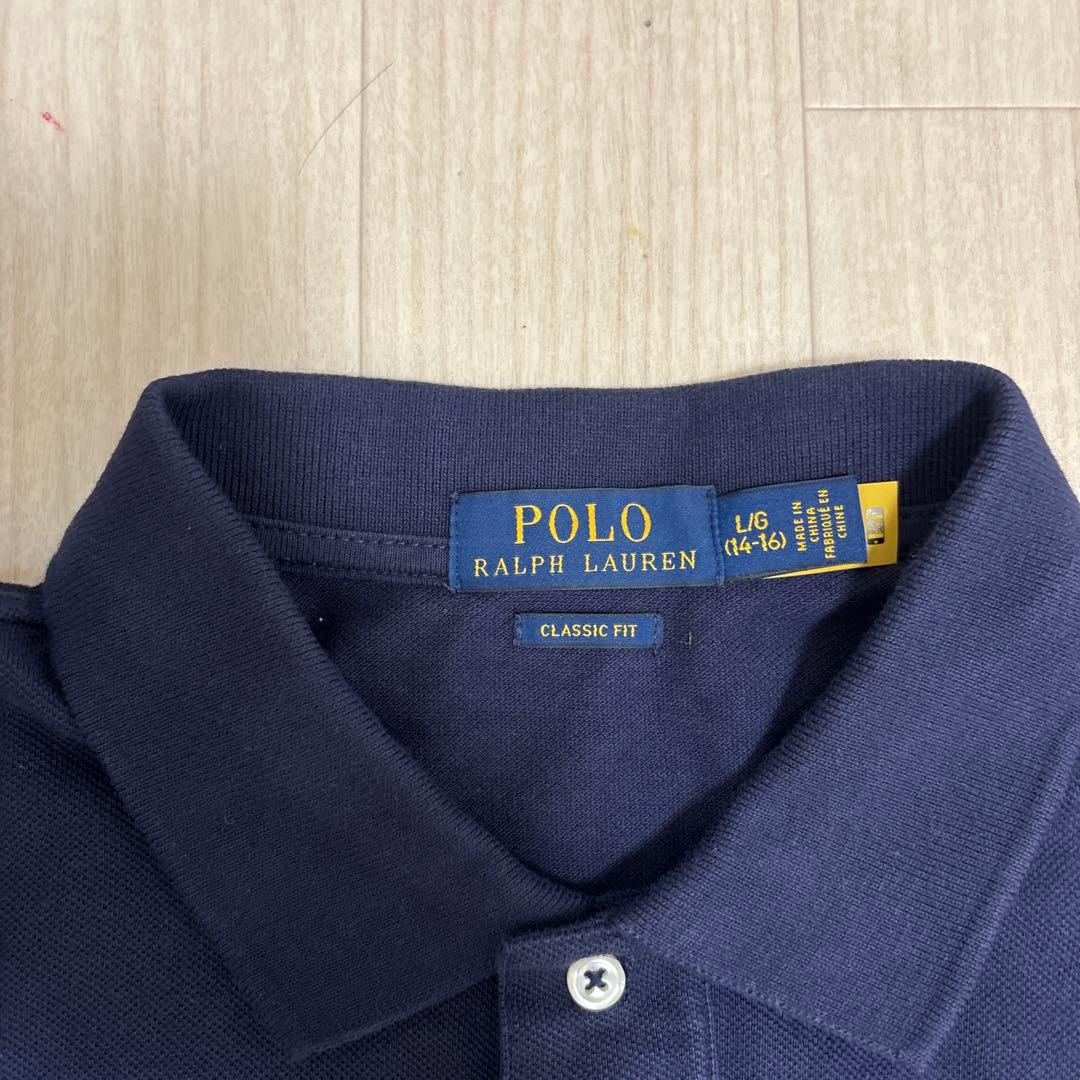 POLO
RALPH LAUREN
L/G
(14-16)
MADE IN
CHINA
FABRIQUÉ EN
CHINE
CLASSIC FIT